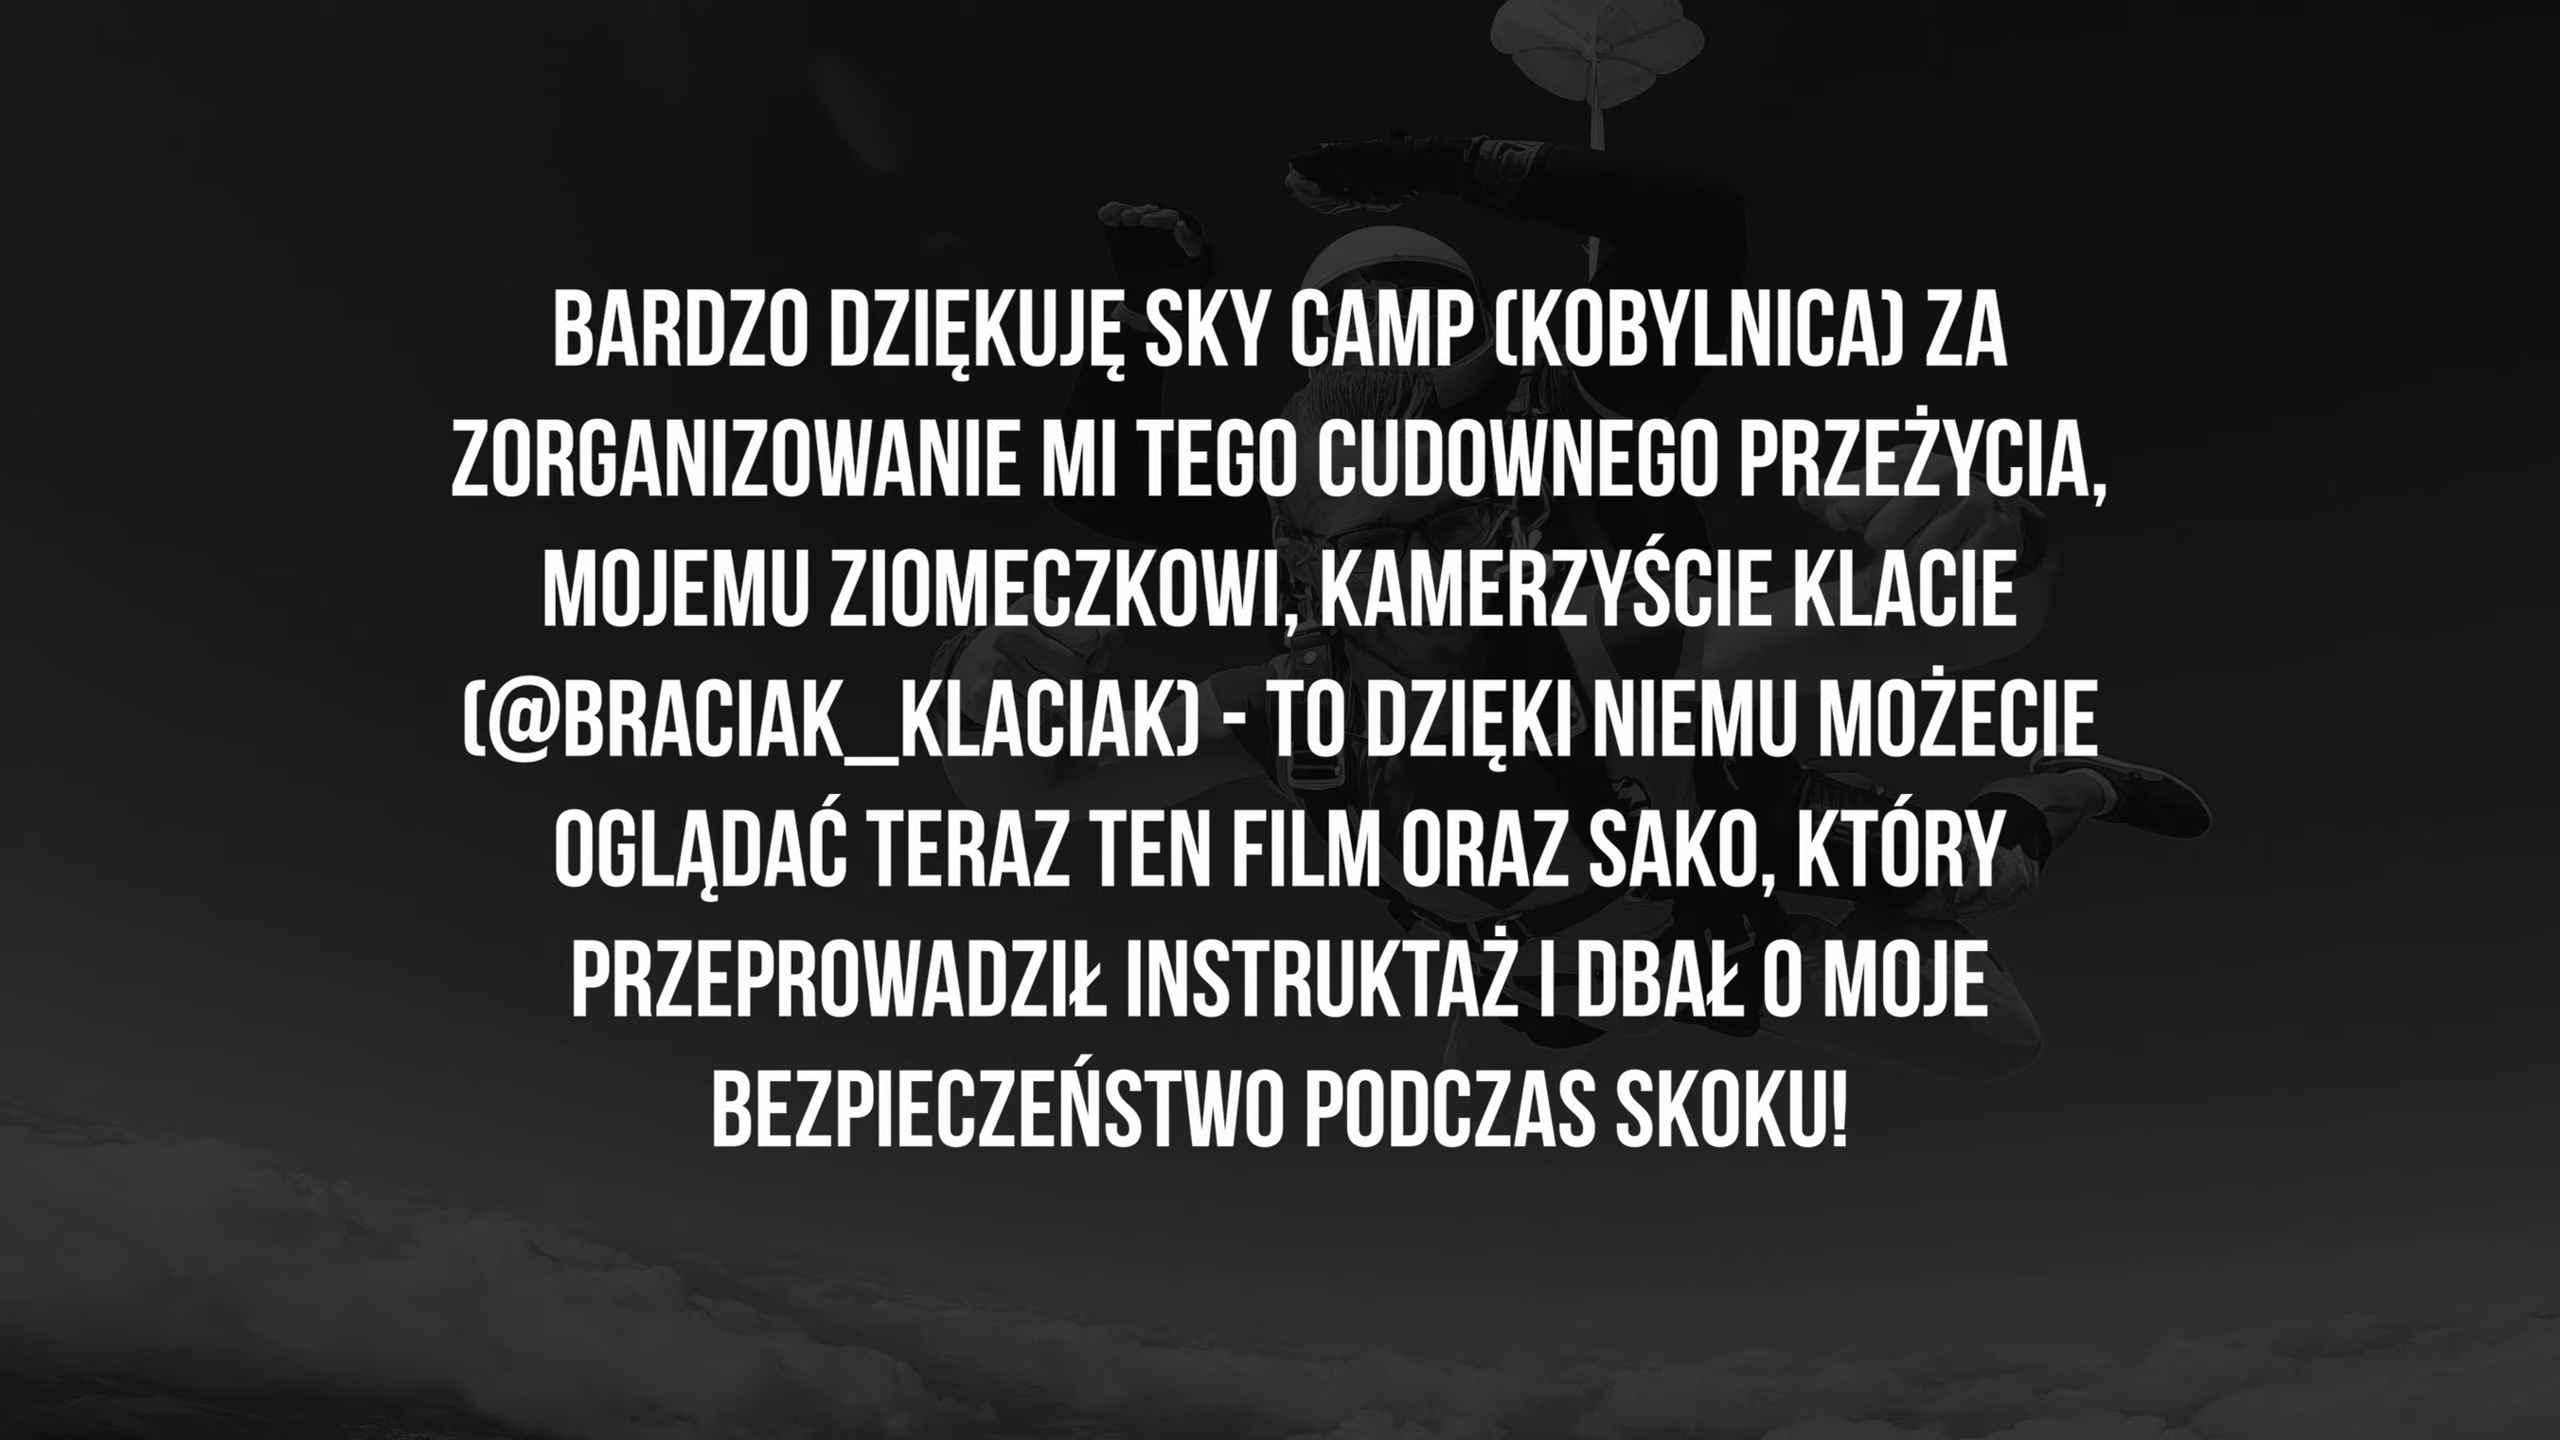 BARDZO DZIĘKUJĘ SKY CAMP (KOBYLNICA) ZA
ZORGANIZOWANIE MI TEGO CUDOWNEGO PRZEŻYCIA,
MOJEMU ZIOMECZKOWI, KAMERZYŚCIE KLACIE
(@BRACIAK_KLACIAK) - TO DZIĘKI NIEMU MOŻECIE
OGLĄDAĆ TERAZ TEN FILM ORAZ SAKO, KTÓRY
PRZEPROWADZIŁ INSTRUKTAŻ I DBAŁ O MOJE
BEZPIECZEŃSTWO PODCZAS SKOKU!